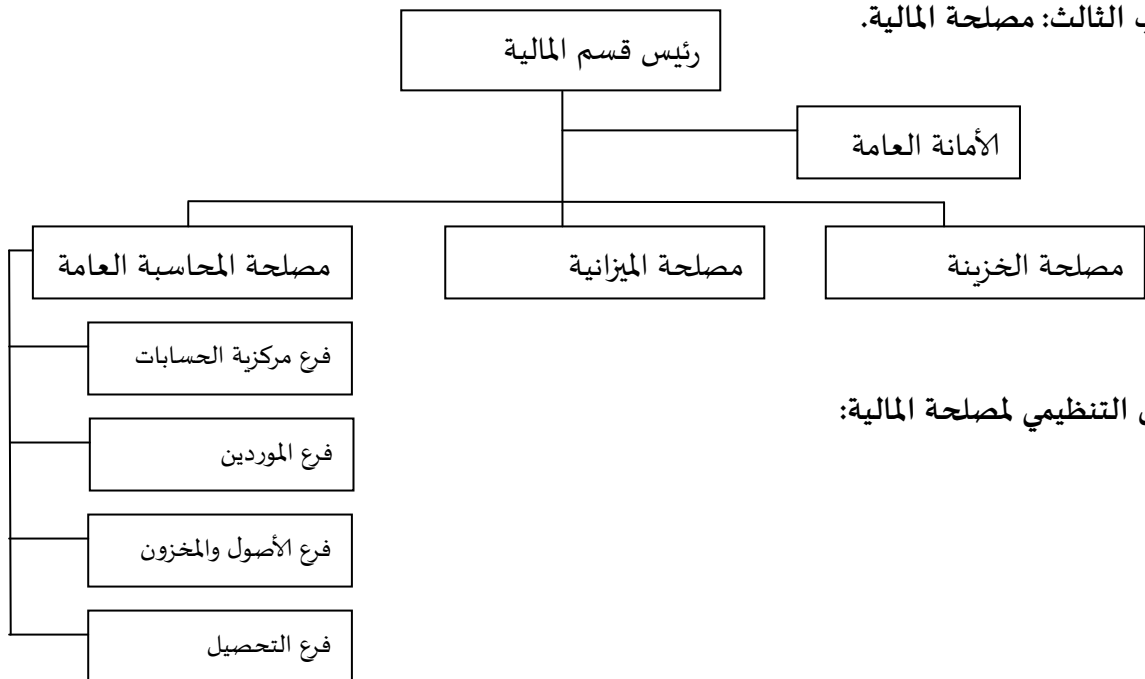 الثالث: مصلحة المالية.
رئيس قسم المالية
الأمانة العامة
مصلحة الخزينة
مصلحة الميزانية
مصلحة المحاسبة العامة
فرع مركزية الحسابات
التنظيمي لمصلحة المالية:
فرع الموردين
فرع الأصول والمخزون
فرع التحصيل